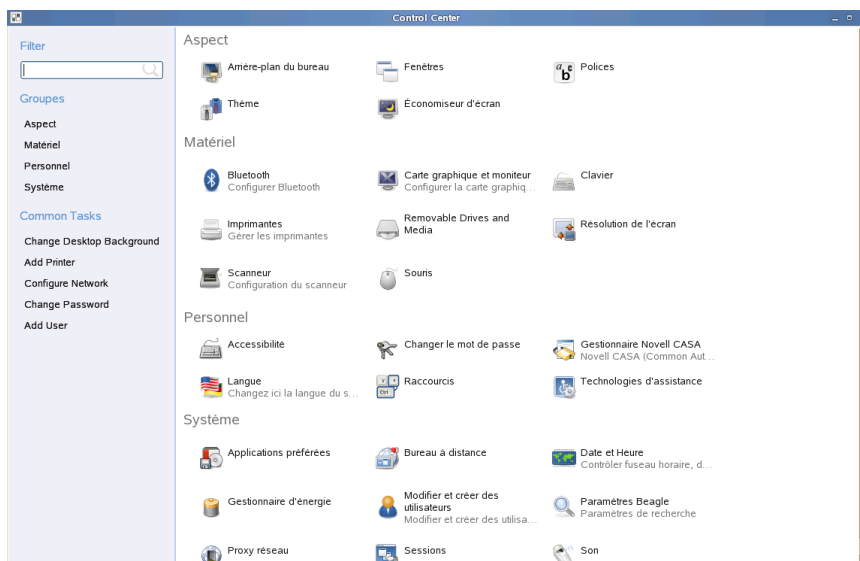 Control Center
Filter
Groupes
Aspect
Matériel
Personnel
Système
Common Tasks
Change Desktop Background
Add Printer
Configure Network
Change Password
Add User
Aspect
Arrière-plan du bureau
Fenêtres
Polices
Thème
Économiseur d'écran
Matériel
Bluetooth
Configurer Bluetooth
Carte graphique et moniteur
Configurer la carte graphiq...
Clavier
Imprimantes
Gérer les imprimantes
Removable Drives and
Media
Résolution de l'écran
Scanneur
Configuration du scanneur
Souris
Personnel
Accessibilité
Changer le mot de passe
Gestionnaire Novell CASA
Novell CASA (Common Aut...
Langue
Changez ici la langue du s...
Raccourcis
Technologies d'assistance
Système
Applications préférées
Bureau à distance
Date et Heure
Contrôler fuseau horaire, d...
Gestionnaire d'énergie
Modifier et créer des
utilisateurs
Modifier et créer des utilisa...
Paramètres Beagle
Paramètres de recherche
Proxy réseau
Sessions
Son